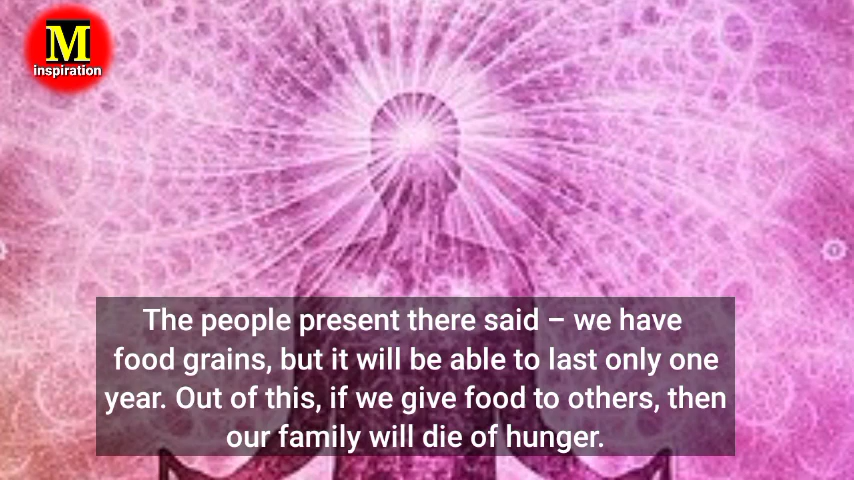 M
inspiration
The people present there said – we have
food grains, but it will be able to last only one
year. Out of this, if we give food to others, then
our family will die of hunger.